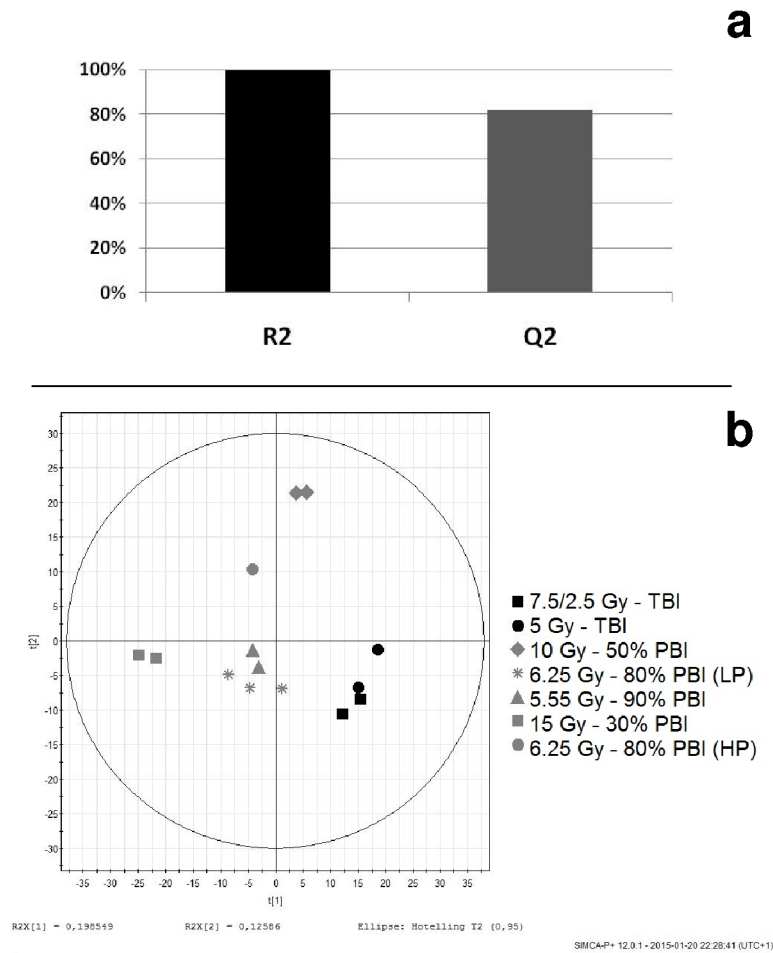 a
100%
80%
60%
40%
20%
0%
R2
Q2
b
30
25
20
15
10
5
0
-5
-10
-15
-20
-25
-30
t[2]
-35 -30 -25 -20 -15 -10 -5 0 5 10 15 20 25 30 35
t[1]
7.5/2.5 Gy - TBI
5 Gy - TBI
10 Gy - 50% PBI
6.25 Gy - 80% PBI (LP)
5.55 Gy - 90% PBI
15 Gy - 30% PBI
6.25 Gy - 80% PBI (HP)
R2X[1] = 0,198549 R2X[2] = 0,12586 Ellipse: Hotelling T2 (0,95)
SIMCA-P+ 12.0.1 - 2015-01-20 22:28:41 (UTC+1)